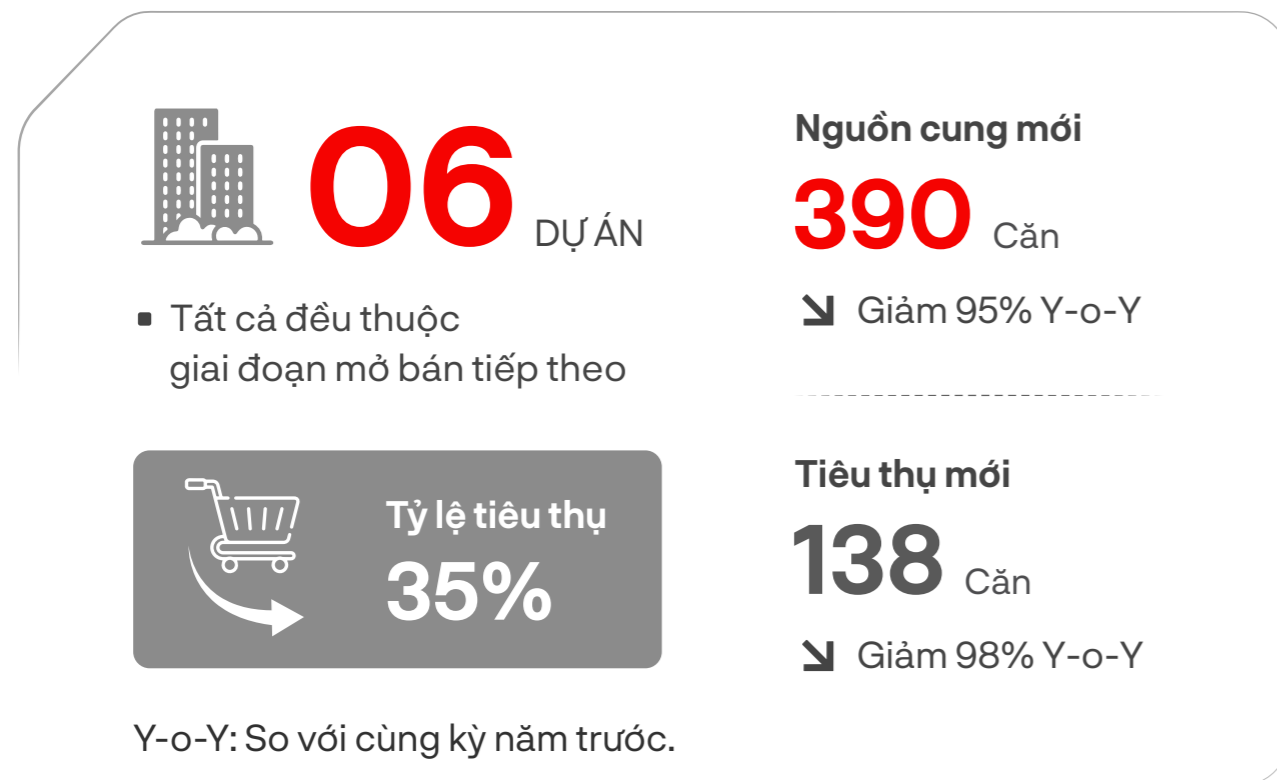 06 DỰ ÁN
▪ Tất cả đều thuộc
giai đoạn mở bán tiếp theo
Tỷ lệ tiêu thụ
35%
Nguồn cung mới
390 Căn
Giảm 95% Y-o-Y
Tiêu thụ mới
138 Căn
Giảm 98% Y-o-Y
Y-o-Y: So với cùng kỳ năm trước.